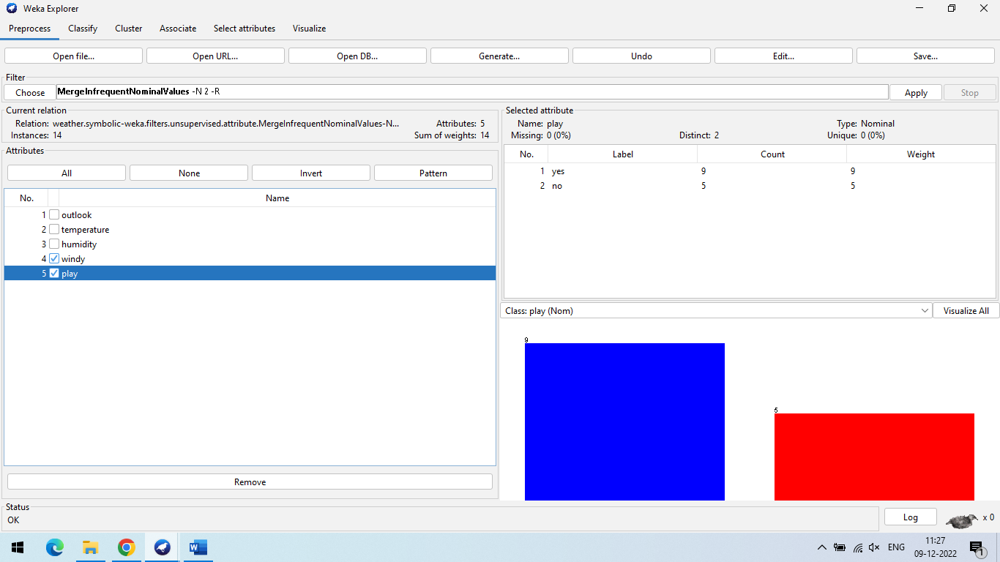 Weka Explorer
Preprocess Classify Cluster Associate Select attributes Visualize
Open file... Open URL... Open DB... Generate... Undo Edit... Save...
Filter
Choose MergeInfrequentNominalValues -N 2 -R Apply Stop
Current relation
Relation: weather.symbolic-weka.filters.unsupervised.attribute.MergeInfrequentNominalValues-N... Attributes: 5
Instances: 14 Sum of weights: 14
Attributes
All None Invert Pattern
No. Name
1 outlook
2 temperature
3 humidity
4 windy
5 play
Remove
Selected attribute
Name: play Type: Nominal
Missing: 0 (0%) Distinct: 2 Unique: 0 (0%)
No. Label Count Weight
1 yes 9 9
2 no 5 5
Class: play (Nom) Visualize All
9
5
Status
OK
Log x 0
ENG
11:27
09-12-2022
1